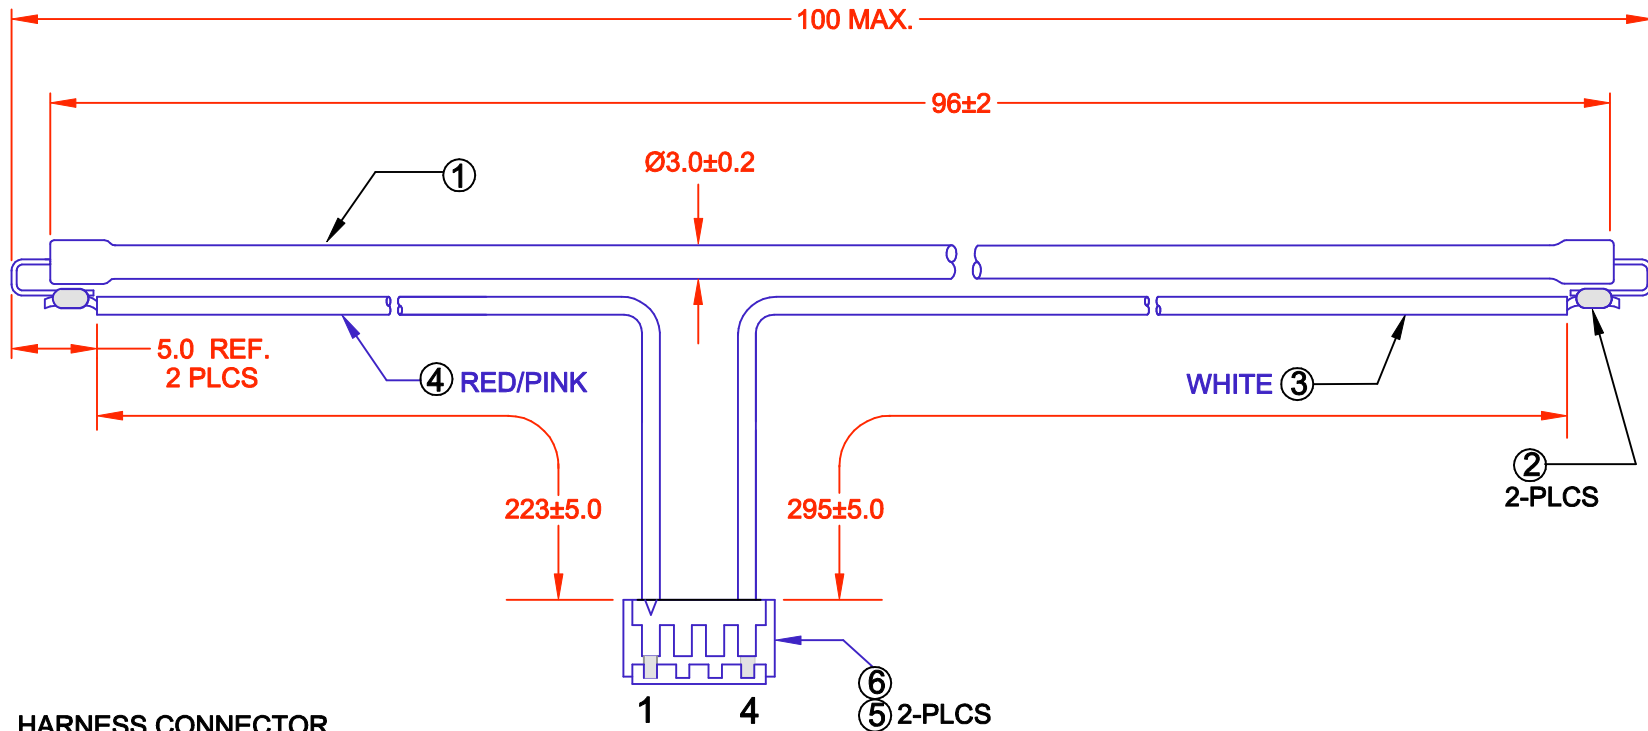 100 MAX.
96±2
Ø3.0±0.2
1
5.0 REF.
2 PLCS
4 RED/PINK
WHITE 3
2
2-PLCS
223±5.0
295±5.0
6
5 2-PLCS
1 4
HARNESS CONNECTOR